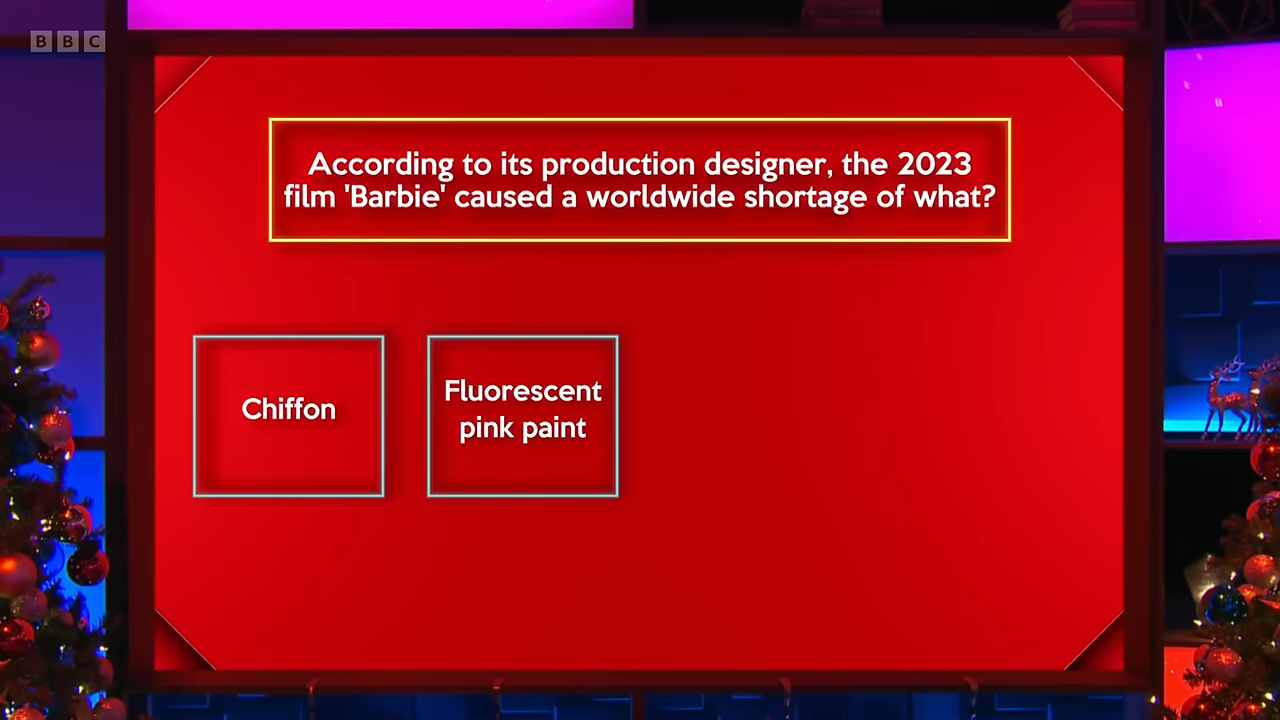 BBC
According to its production designer, the 2023
film 'Barbie' caused a worldwide shortage of what?
Chiffon
Fluorescent
pink paint